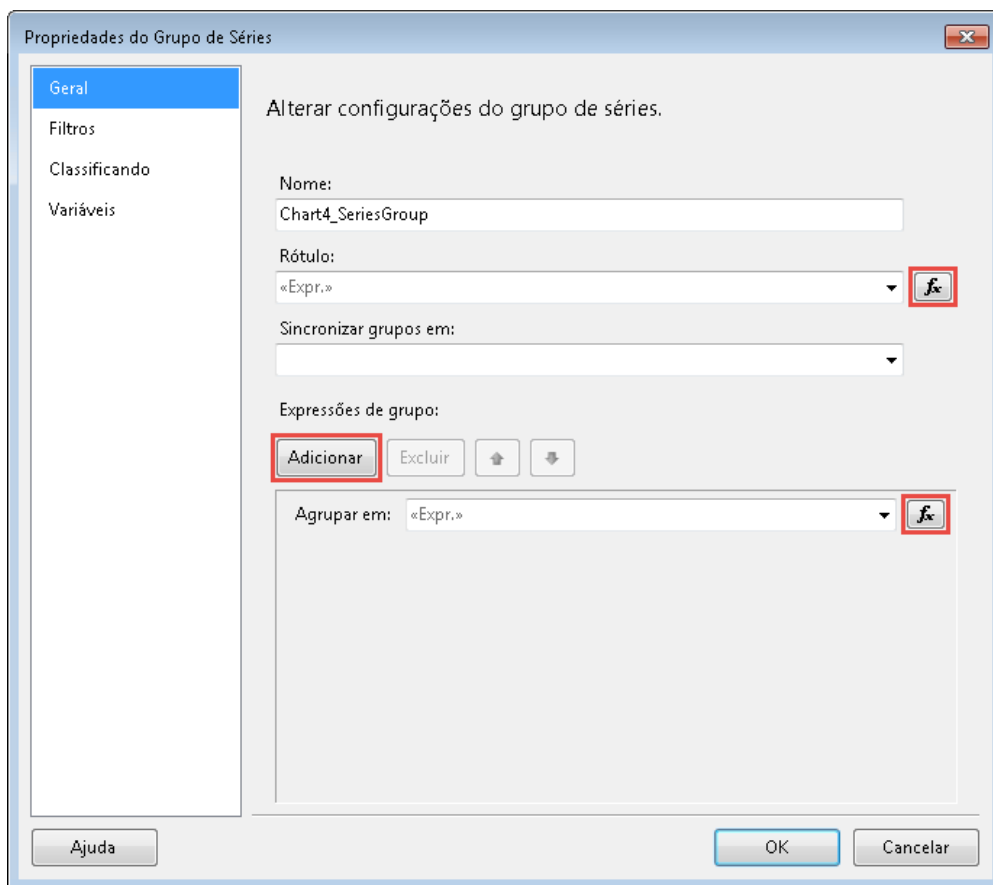 Propriedades do Grupo de Séries
Geral
Filtros
Classificando
Variáveis
Alterar configurações do grupo de séries.
Nome:
Chart4_SeriesGroup
Rótulo:
«Expr.»
fx
Sincronizar grupos em:
Expressões de grupo:
Adicionar
Excluir
Agrupar em:
«Expr.»
fx
Ajuda
OK
Cancelar